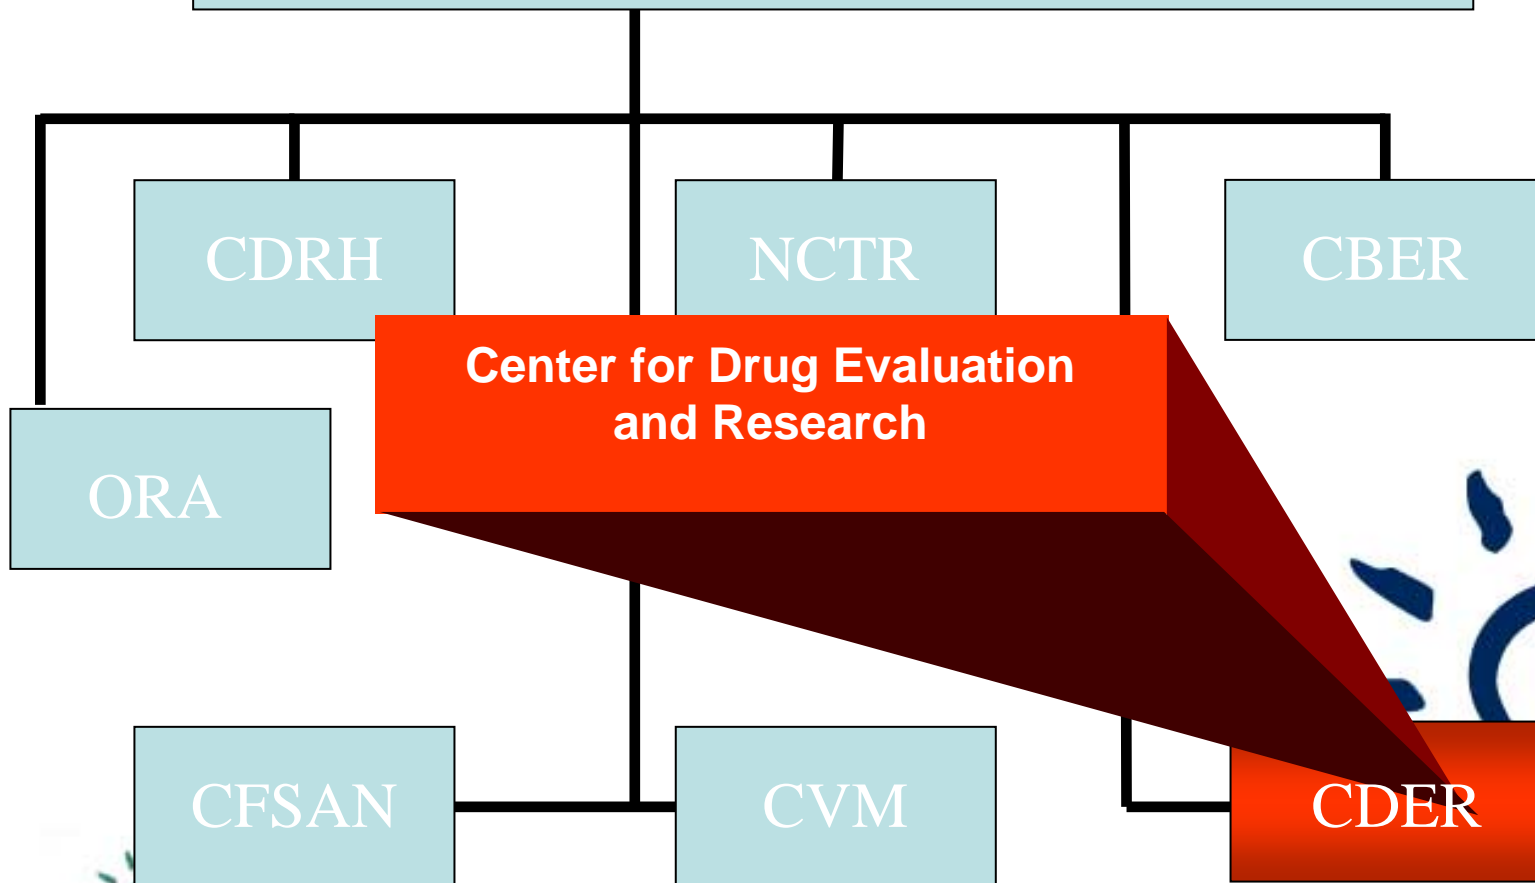 CDRH
NCTR
CBER
Center for Drug Evaluation
and Research
ORA
CFSAN
CVM
CDER